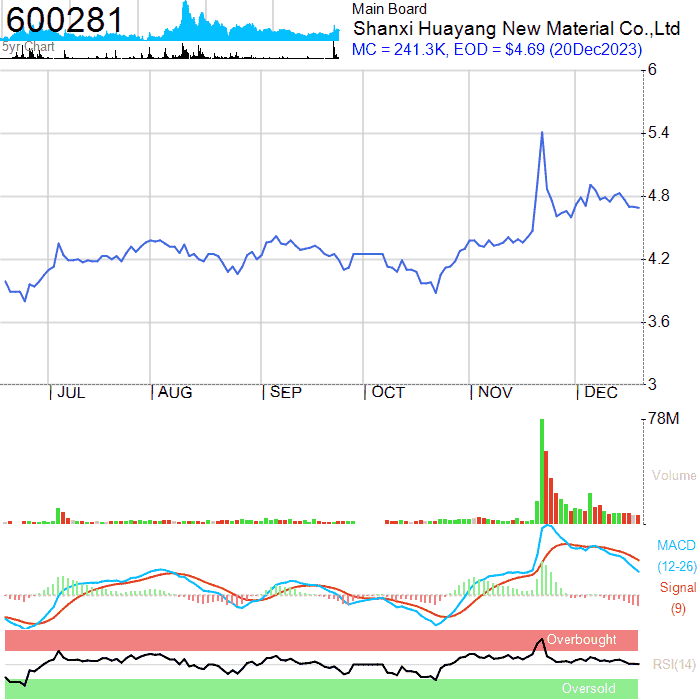 600281
5yr Chart
Main Board
Shanxi Huayang New Material Co.,Ltd
MC = 241.3K, EOD = $4.69 (20Dec2023)
6
5.4
4.8
4.2
3.6
3
JUL AUG SEP OCT NOV DEC
78M
Volume
MACD
(12-26)
Signal
(9)
Overbought
RSI(14)
Oversold